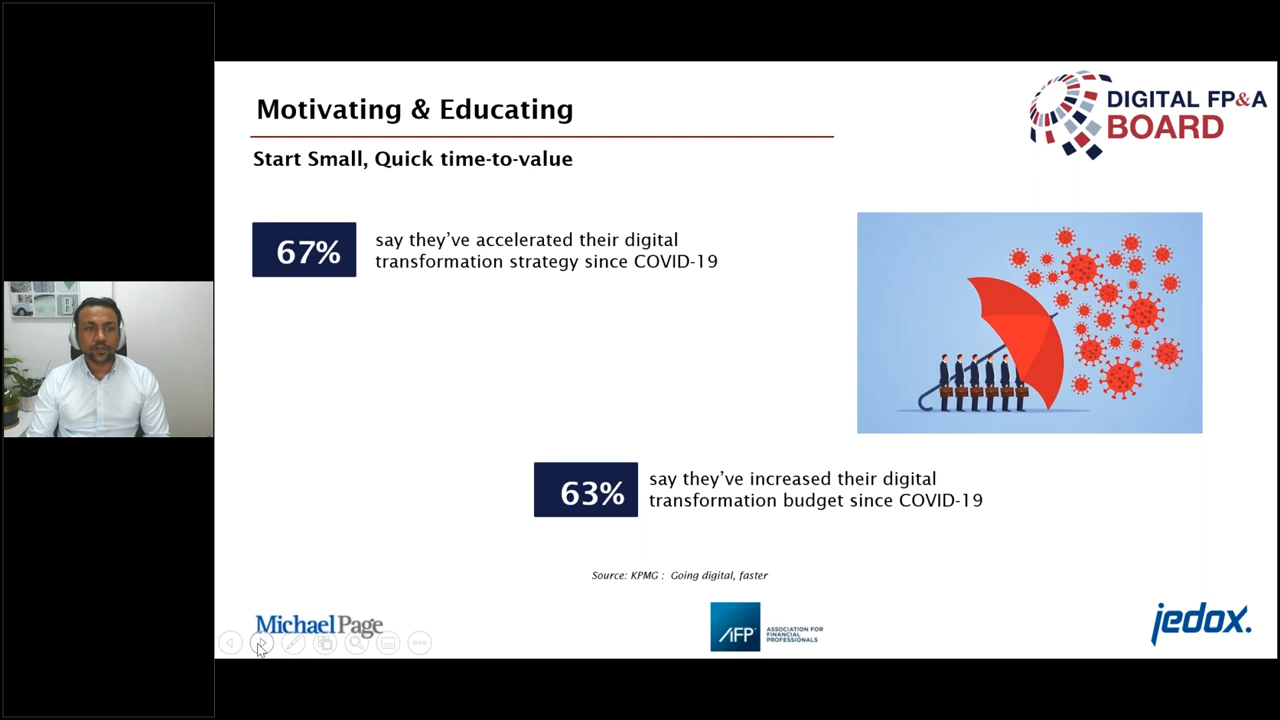 Motivating & Educating
DIGITAL FP&A
BOARD
Start Small, Quick time-to-value
67%
say they’ve accelerated their digital
transformation strategy since COVID-19
63%
say they’ve increased their digital
transformation budget since COVID-19
Source: KPMG : Going digital, faster
MichaelPage
AFP
ASSOCIATION FOR
FINANCIAL
PROFESSIONALS
jedox.